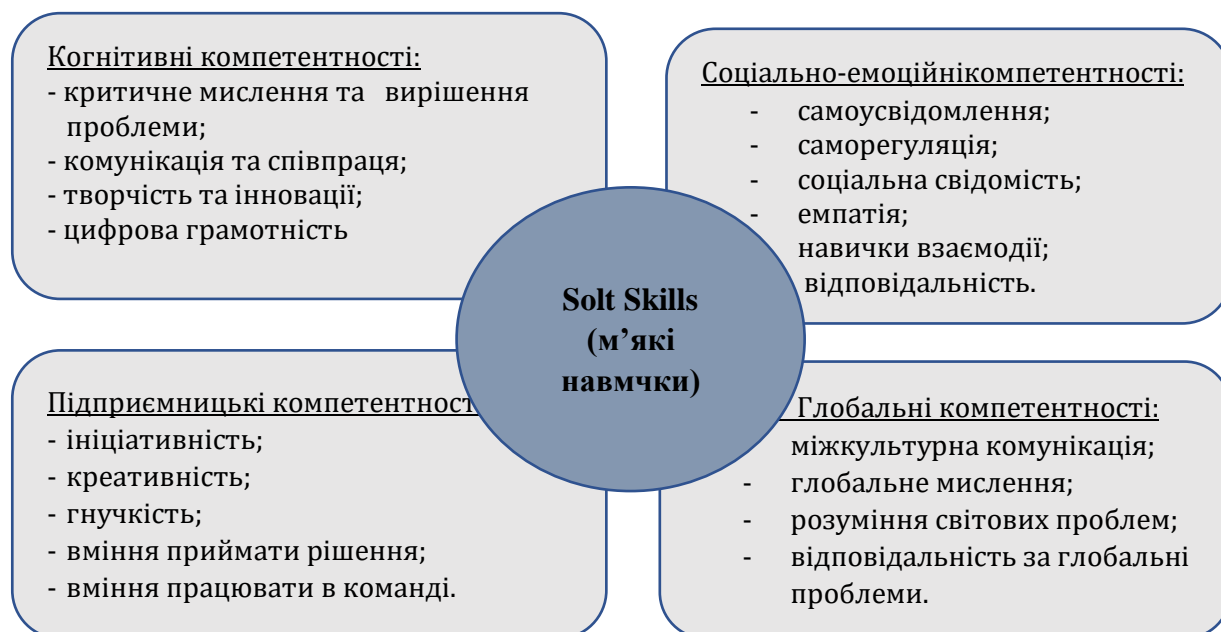 Когнітивні компетентності:
- критичне мислення та вирішення
проблеми;
- комунікація та співпраця;
- творчість та інновації;
- цифрова грамотність
Соціально-емоційнікомпетентності:
- самоусвідомлення;
- саморегуляція;
- соціальна свідомість;
- емпатія;
навички взаємодії;
відповідальність.
Solt Skills
(м’які
навмчки)
Підприємницькі компетентност
- ініціативність;
- креативність;
- гнучкість;
- вміння приймати рішення;
- вміння працювати в команді.
Глобальні компетентності:
міжкультурна комунікація;
- глобальне мислення;
- розуміння світових проблем;
- відповідальність за глобальні
проблеми.